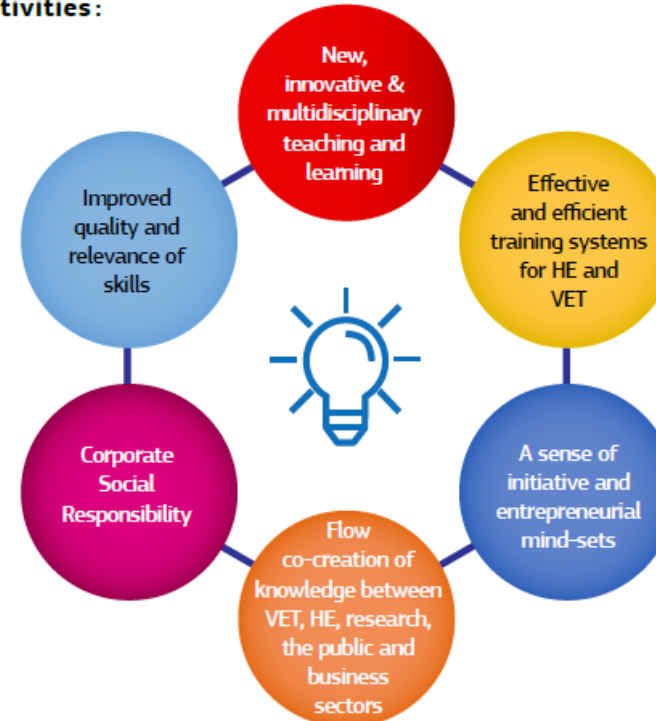 tivities:
New,
innovative &
multidisciplinary
teaching and
learning
Effective
and efficient
training systems
for HE and
VET
A sense of
initiative and
entrepreneurial
mind-sets
Flow
co-creation of
knowledge between
VET, HE, research,
the public and
business
sectors
Corporate
Social
Responsibility
Improved
quality and
relevance of
skills